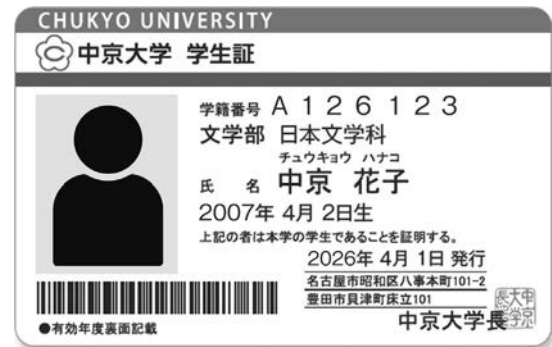 CHUKYO UNIVERSITY
中京大学 学生証
学籍番号 A 1 2 6 1 2 3
文学部 日本文学科
チュウキョウ ハナコ
氏 名 中京 花子
2007年 4月 2日生
上記の者は本学の学生であることを証明する。
2026年 4月 1日 発行
名古屋市昭和区八事本町101-2
豊田市貝津町床立101
中京大学長
●有効年度裏面記載